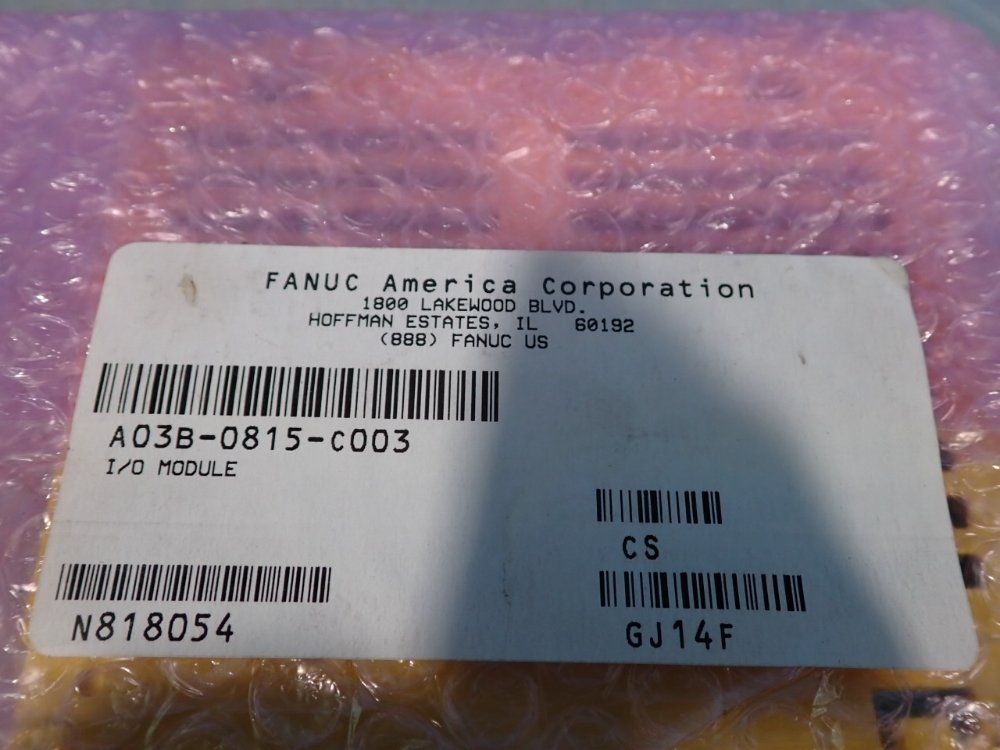 FANUC America Corporation
1800 LAKEWOOD BLVD.
HOFFMAN ESTATES, IL 60192
(888) FANUC US
A03B-0815-C003
I/O MODULE
CS
N818054
GJ14F